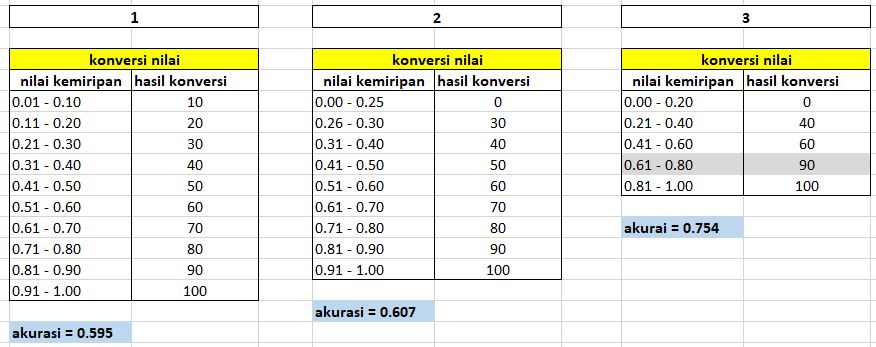 1
konversi nilai
nilai kemiripan hasil konversi
0.01 - 0.10 10
0.11 - 0.20 20
0.21 - 0.30 30
0.31 - 0.40 40
0.41 - 0.50 50
0.51 - 0.60 60
0.61 - 0.70 70
0.71 - 0.80 80
0.81 - 0.90 90
0.91 - 1.00 100
akurasi = 0.595
2
konversi nilai
nilai kemiripan hasil konversi
0.00 - 0.25 0
0.26 - 0.30 30
0.31 - 0.40 40
0.41 - 0.50 50
0.51 - 0.60 60
0.61 - 0.70 70
0.71 - 0.80 80
0.81 - 0.90 90
0.91 - 1.00 100
akurasi = 0.607
3
konversi nilai
nilai kemiripan hasil konversi
0.00 - 0.20 0
0.21 - 0.40 40
0.41 - 0.60 60
0.61 - 0.80 90
0.81 - 1.00 100
akurai = 0.754